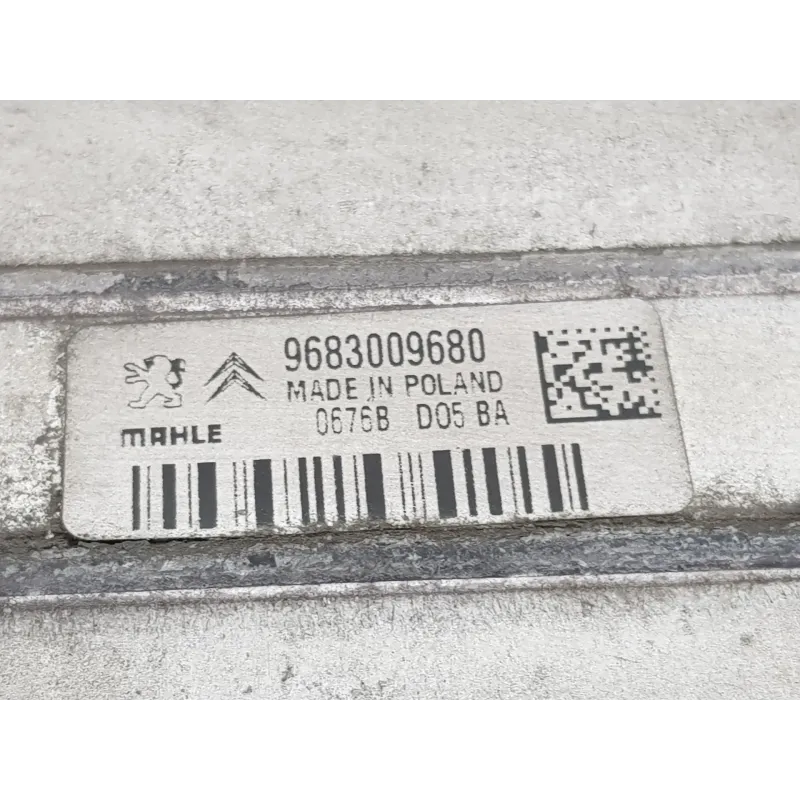 9683009680
MADE IN POLAND
0676B D05 BA
MAHLE